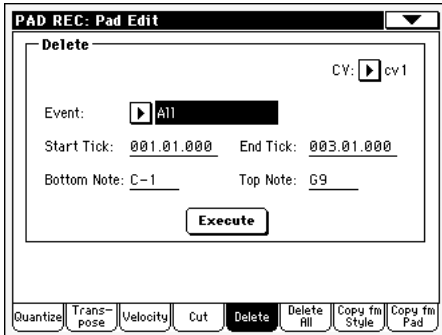 PAD REC: Pad Edit
Delete
CV: cv1
Event: All
Start Tick: 001.01.000 End Tick: 003.01.000
Bottom Note: C-1 Top Note: G9
Execute
Quantize Trans- pose Velocity Cut Delete Delete All Copy fm Style Copy fm Pad